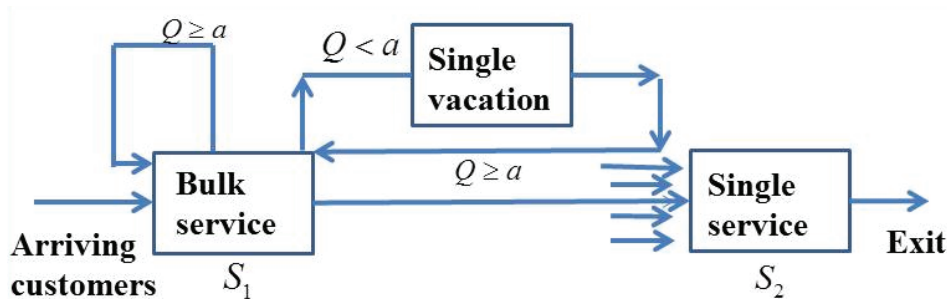 Q ≥ a
Q < a
Single
vacation
Q ≥ a
Bulk
service
Single
service
Arriving
customers
S₁
S₂
Exit